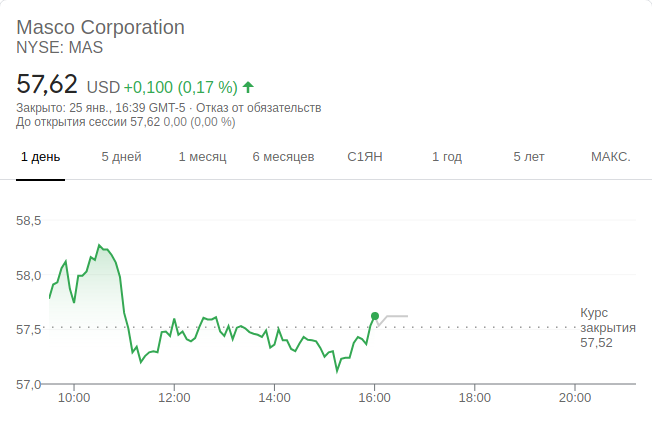 Masco Corporation
NYSE: MAS
57,62 USD +0,100 (0,17 %)
Закрыто: 25 янв., 16:39 GMT-5 · Отказ от обязательств
До открытия сессии 57,62 0,00 (0,00 %)
1 день 5 дней 1 месяц 6 месяцев С1ЯН 1 год 5 лет МАКС.
58,5
58,0
57,5
57,0
Курс
закрытия
57,52
10:00 12:00 14:00 16:00 18:00 20:00